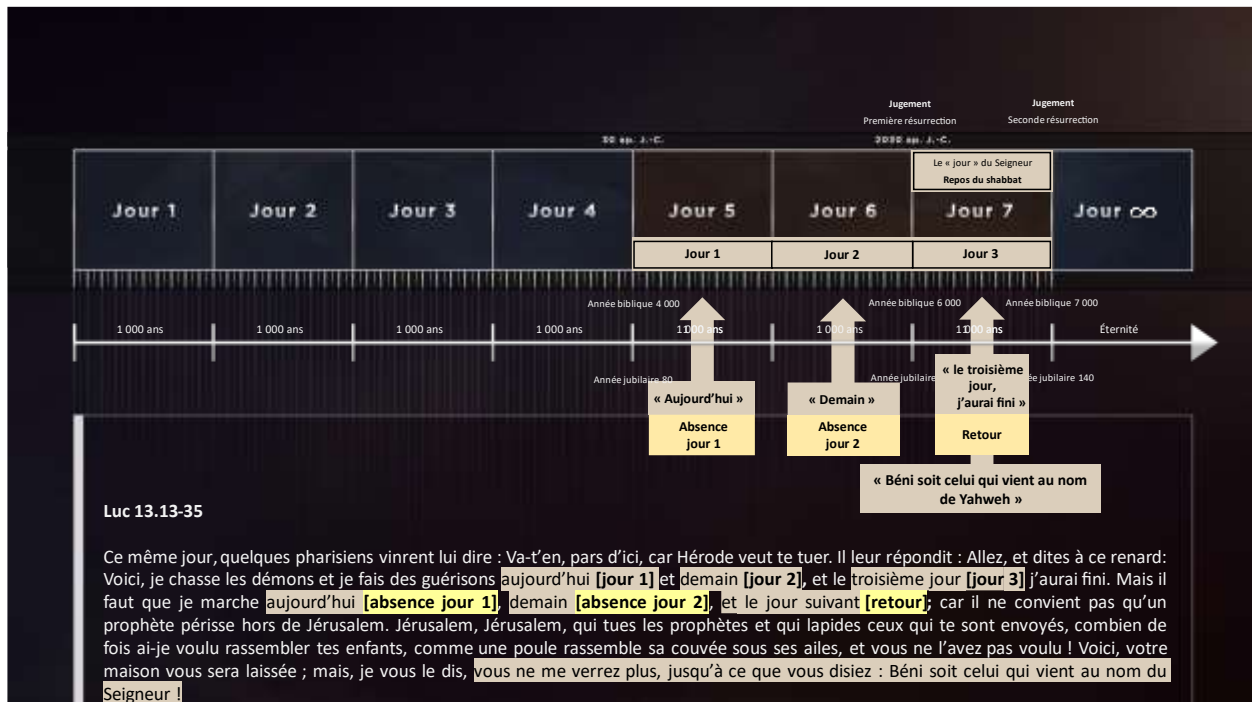 Jugement
Jugement
Première résurrection
Seconde résurrection
30 ap. J.-C.
2030 ap. J.-C.
Le « jour » du Seigneur
Repos du shabbat
Jour 1
Jour 2
Jour 3
Jour 4
Jour 5
Jour 6
Jour 7
Jour ∞
Jour 1
Jour 2
Jour 3
Année biblique 4 000
Année biblique 6 000
Année biblique 7 000
1 000 ans
1 000 ans
1 000 ans
1 000 ans
1 000 ans
1 000 ans
1 000 ans
Éternité
Année jubilaire 80
Année jubilaire
jubilaire 140
« Aujourd’hui »
Absence
jour 1
« Demain »
Absence
jour 2
« le troisième
jour,
j’aurai fini »
Retour
« Béni soit celui qui vient au nom
de Yahweh »
Luc 13.13-35
Ce même jour, quelques pharisiens vinrent lui dire : Va-t’en, pars d’ici, car Hérode veut te tuer. Il leur répondit : Allez, et dites à ce renard:
Voici, je chasse les démons et je fais des guérisons aujourd’hui [jour 1] et demain [jour 2], et le troisième jour [jour 3] j’aurai fini. Mais il
faut que je marche aujourd’hui [absence jour 1], demain [absence jour 2], et le jour suivant [retour]; car il ne convient pas qu’un
prophète périsse hors de Jérusalem. Jérusalem, Jérusalem, qui tues les prophètes et qui lapides ceux qui te sont envoyés, combien de
fois ai-je voulu rassembler tes enfants, comme une poule rassemble sa couvée sous ses ailes, et vous ne l’avez pas voulu ! Voici, votre
maison vous sera laissée ; mais, je vous le dis, vous ne me verrez plus, jusqu’à ce que vous disiez : Béni soit celui qui vient au nom du
Seigneur !